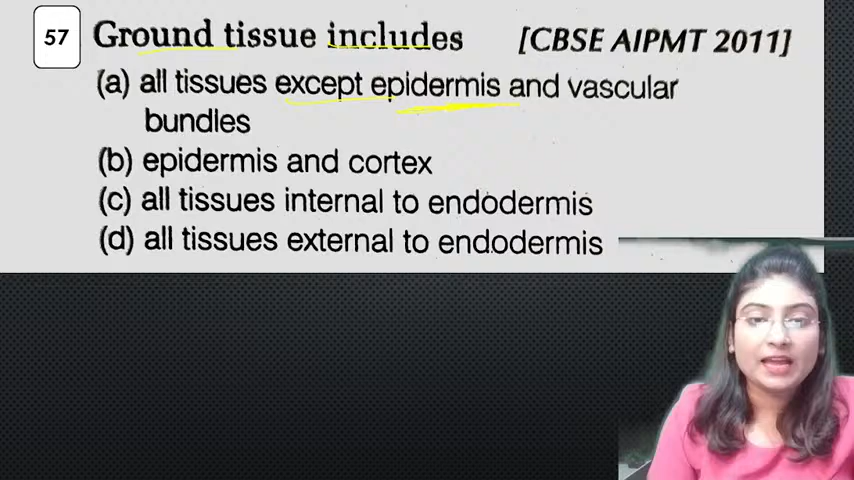 57 Ground tissue includes [CBSE AIPMT 2011]
(a) all tissues except epidermis and vascular
bundles
(b) epidermis and cortex
(c) all tissues internal to endodermis
(d) all tissues external to endodermis